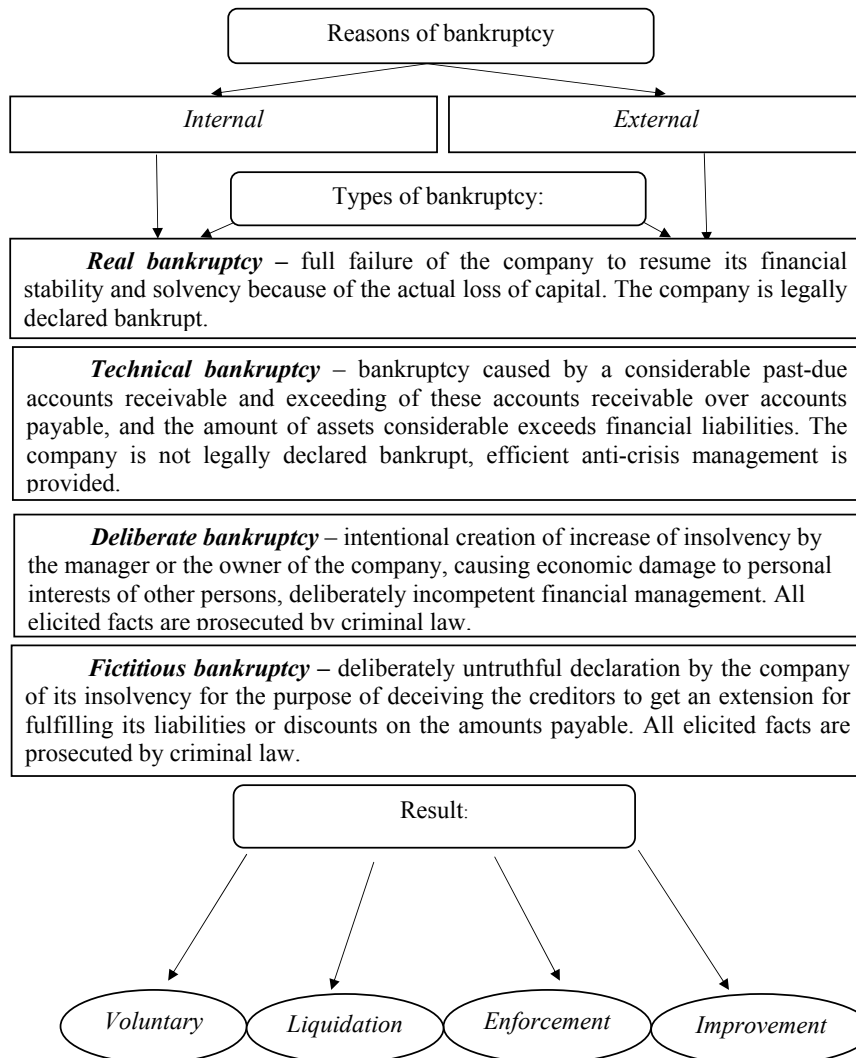 Reasons of bankruptcy
Internal
External
Types of bankruptcy:
Real bankruptcy – full failure of the company to resume its financial
stability and solvency because of the actual loss of capital. The company is legally
declared bankrupt.
Technical bankruptcy – bankruptcy caused by a considerable past-due
accounts receivable and exceeding of these accounts receivable over accounts
payable, and the amount of assets considerable exceeds financial liabilities. The
company is not legally declared bankrupt, efficient anti-crisis management is
provided.
Deliberate bankruptcy – intentional creation of increase of insolvency by
the manager or the owner of the company, causing economic damage to personal
interests of other persons, deliberately incompetent financial management. All
elicited facts are prosecuted by criminal law.
Fictitious bankruptcy – deliberately untruthful declaration by the company
of its insolvency for the purpose of deceiving the creditors to get an extension for
fulfilling its liabilities or discounts on the amounts payable. All elicited facts are
prosecuted by criminal law.
Result:
Voluntary
Liquidation
Enforcement
Improvement